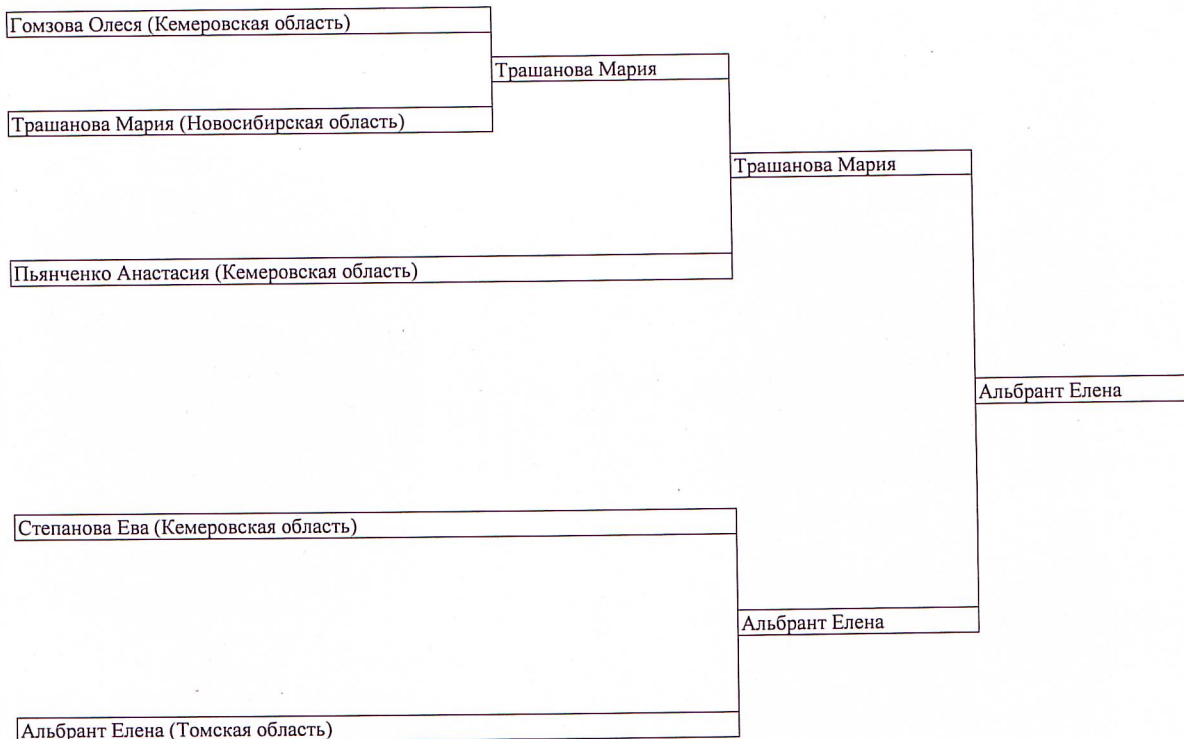 Гомзова Олеся (Кемеровская область)
Трашанова Мария
Трашанова Мария (Новосибирская область)
Трашанова Мария
Пьянченко Анастасия (Кемеровская область)
Альбрант Елена
Степанова Ева (Кемеровская область)
Альбрант Елена
Альбрант Елена (Томская область)